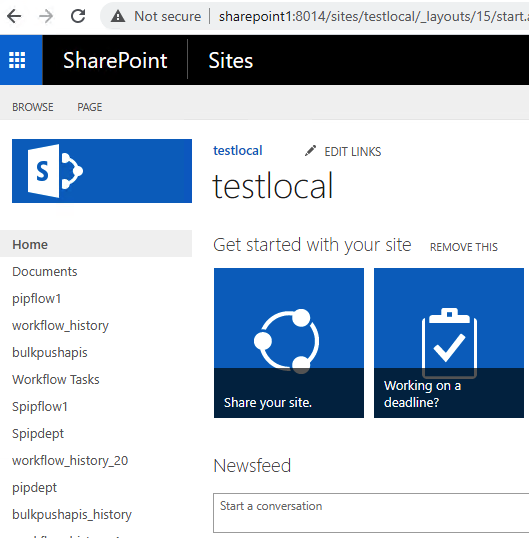 Not secure | sharepoint1:8014/sites/testlocal/_layouts/15/start.a
SharePoint Sites
BROWSE PAGE
S
testlocal EDIT LINKS
testlocal
Home
Documents
pipflow1
workflow_history
bulkpushapis
Workflow Tasks
Spipflow1
Spipdept
workflow_history_20
pipdept
bulkpushapis_history
Get started with your site REMOVE THIS
Share your site.
Working on a
deadline?
Newsfeed
Start a conversation